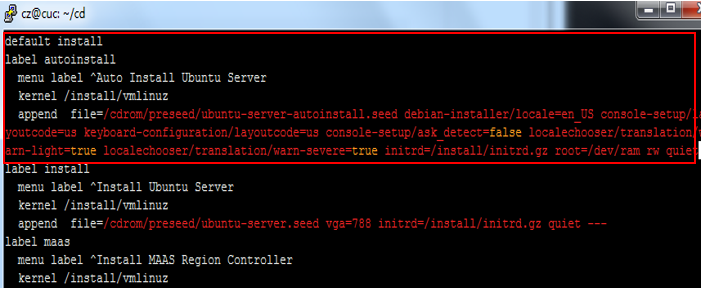 cz@cuc: ~/cd
default install
label autoinstall
  menu label ^Auto Install Ubuntu Server
  kernel /install/vmlinuz
  append  file=/cdrom/preseed/ubuntu-server-autoinstall.seed debian-installer/locale=en_US console-setup/
youtcode=us keyboard-configuration/layoutcode=us console-setup/ask_detect=false localechooser/translation/
arn-light=true localechooser/translation/warn-severe=true initrd=/install/initrd.gz root=/dev/ram rw quiet
label install
  menu label ^Install Ubuntu Server
  kernel /install/vmlinuz
  append  file=/cdrom/preseed/ubuntu-server.seed vga=788 initrd=/install/initrd.gz quiet ---
label maas
  menu label ^Install MAAS Region Controller
  kernel /install/vmlinuz